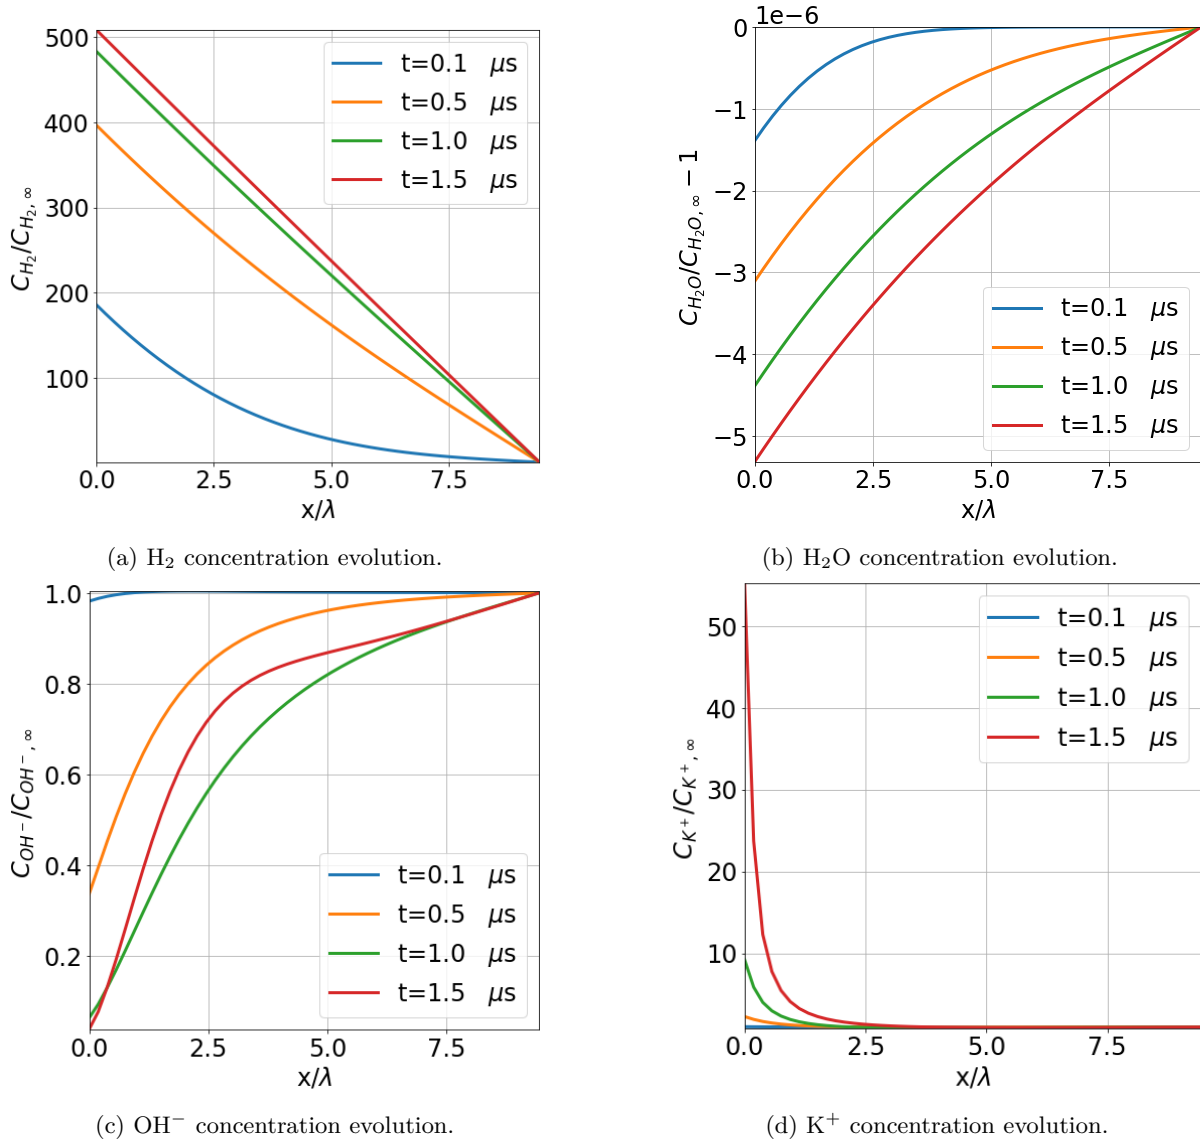 500
400
300
200
100
C_{H_2}/C_{H_2,∞}
t=0.1 μs
t=0.5 μs
t=1.0 μs
t=1.5 μs
0.0 2.5 5.0 7.5
x/λ
(a) H₂ concentration evolution.
1e−6
0
−1
−2
−3
−4
−5
C_{H_2O}/C_{H_2O,∞} − 1
t=0.1 μs
t=0.5 μs
t=1.0 μs
t=1.5 μs
0.0 2.5 5.0 7.5
x/λ
(b) H₂O concentration evolution.
1.0
0.8
0.6
0.4
0.2
C_{OH^-}/C_{OH^-,∞}
t=0.1 μs
t=0.5 μs
t=1.0 μs
t=1.5 μs
0.0 2.5 5.0 7.5
x/λ
(c) OH⁻ concentration evolution.
50
40
30
20
10
C_{K^+}/C_{K^+,∞}
t=0.1 μs
t=0.5 μs
t=1.0 μs
t=1.5 μs
0.0 2.5 5.0 7.5
x/λ
(d) K⁺ concentration evolution.